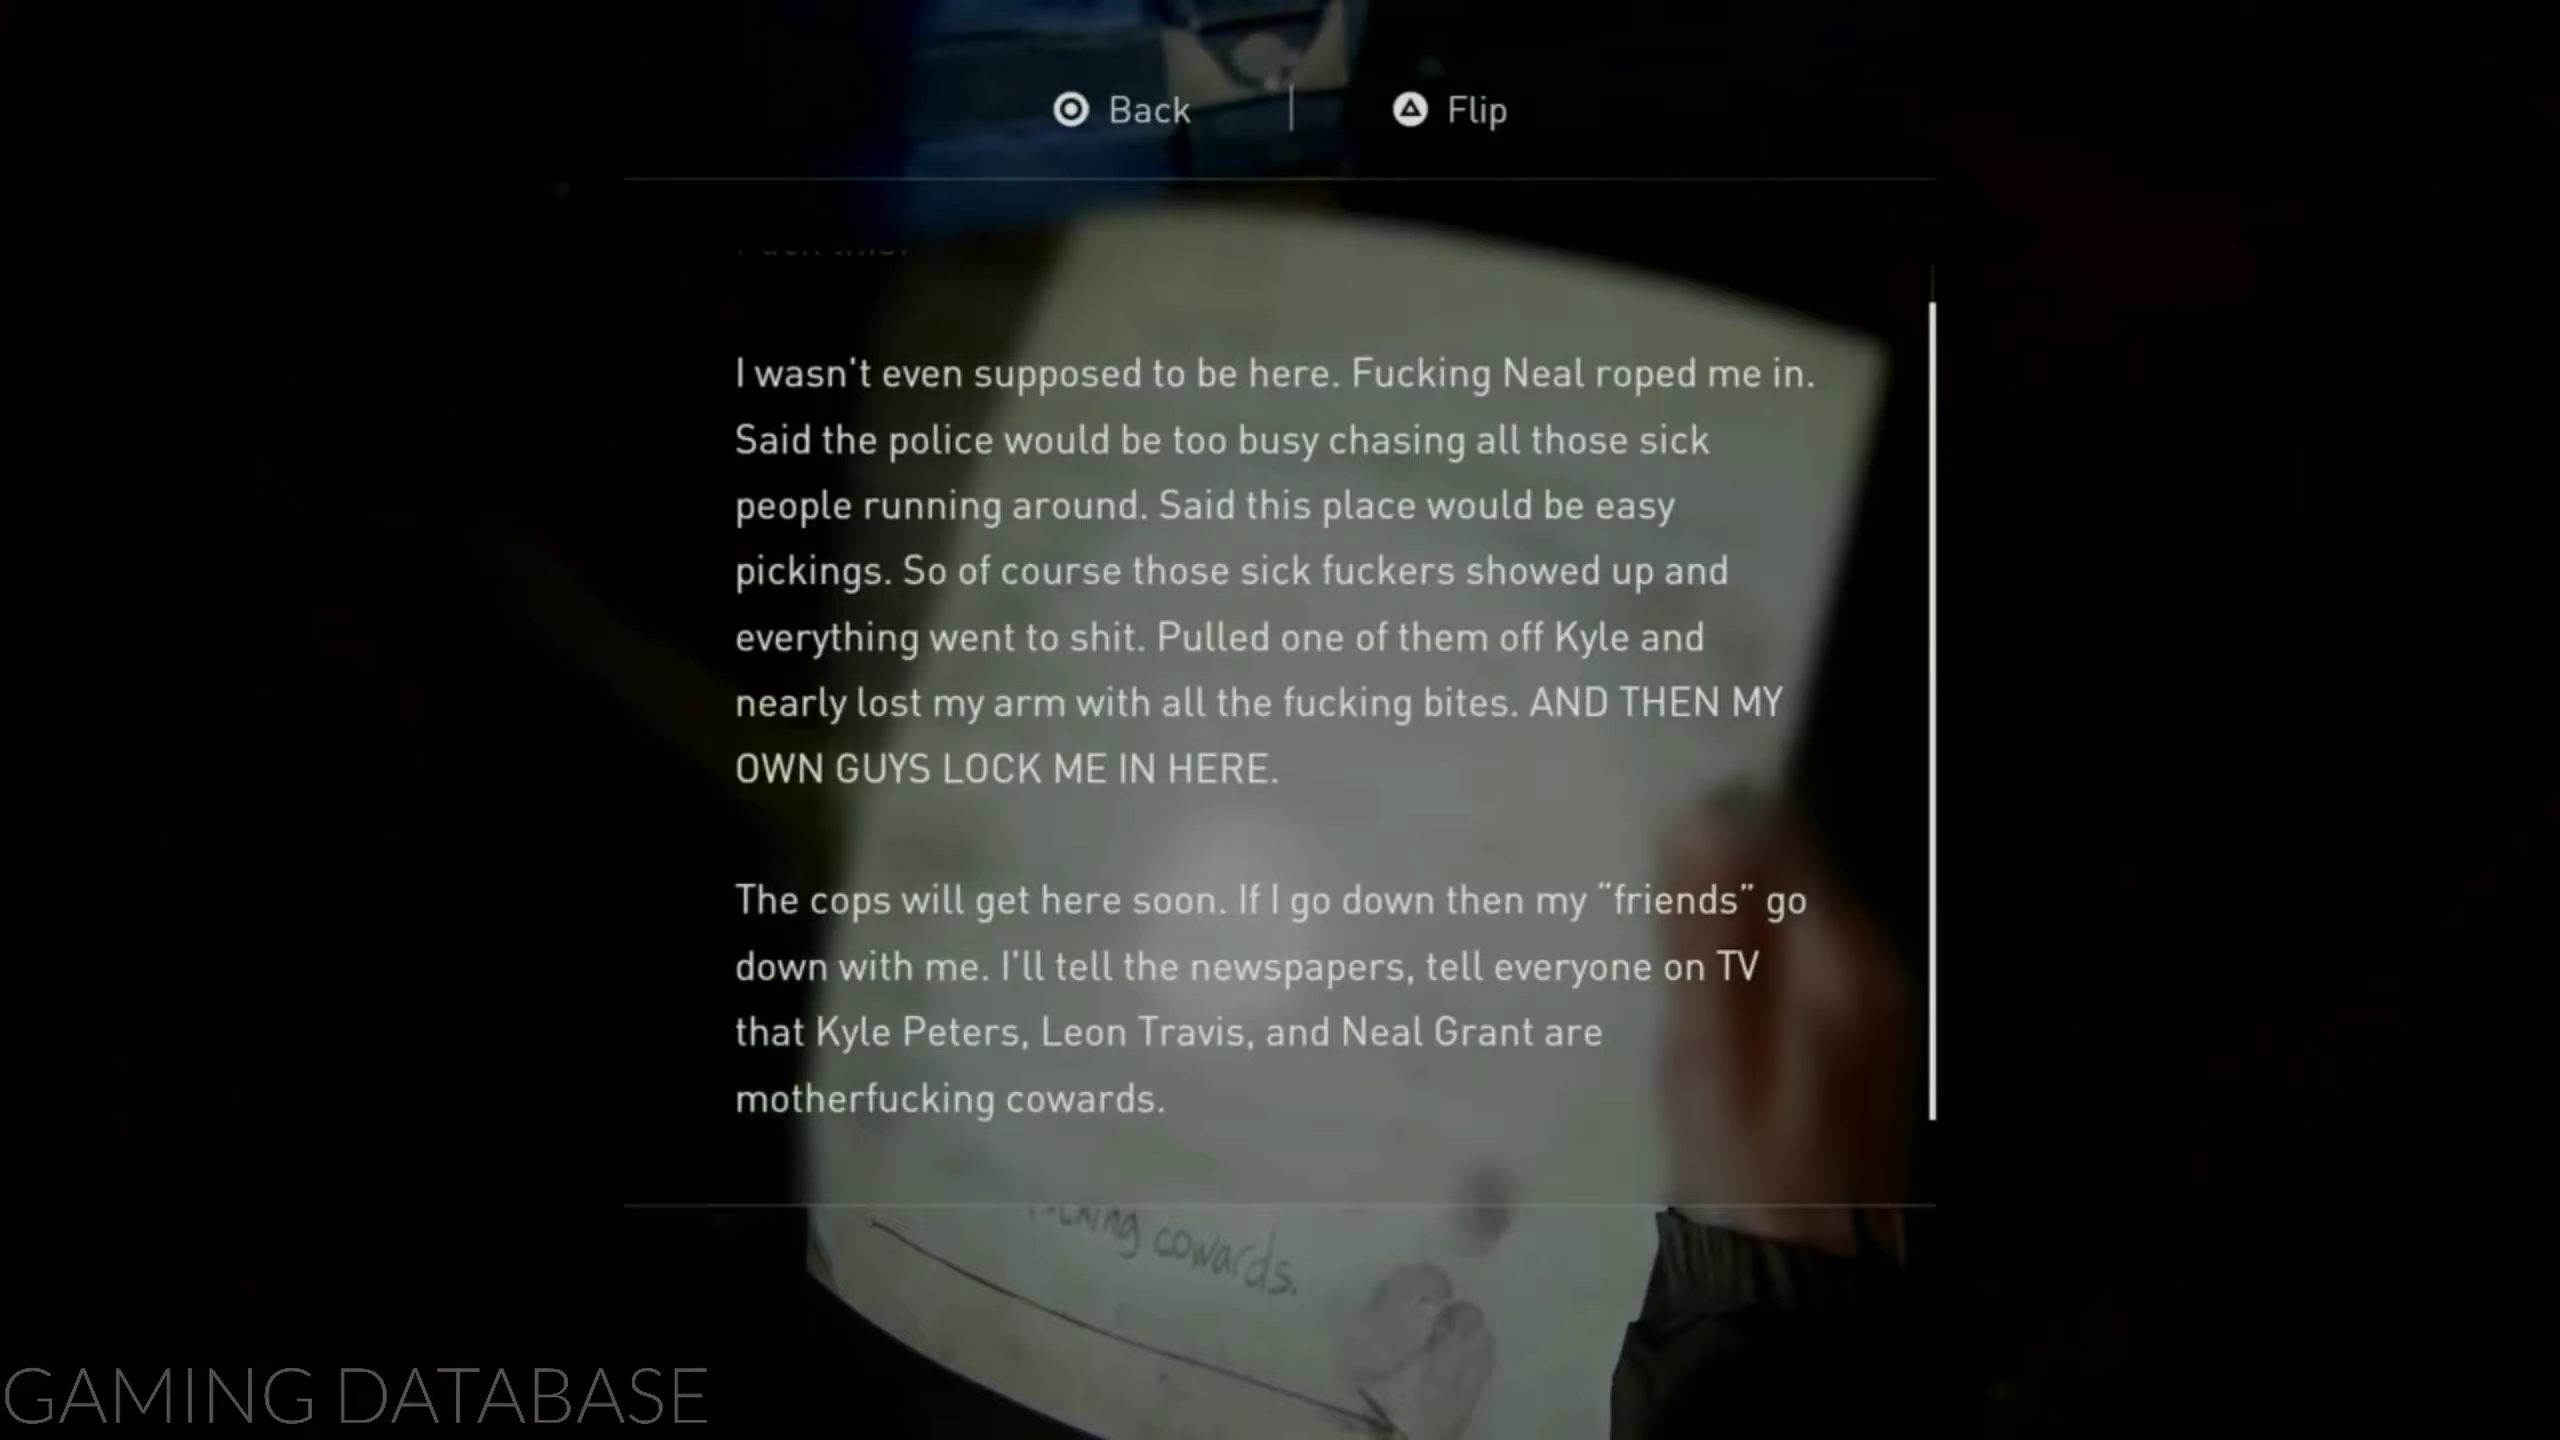 Back | Flip
I wasn't even supposed to be here. Fucking Neal roped me in.
Said the police would be too busy chasing all those sick
people running around. Said this place would be easy
pickings. So of course those sick fuckers showed up and
everything went to shit. Pulled one of them off Kyle and
nearly lost my arm with all the fucking bites. AND THEN MY
OWN GUYS LOCK ME IN HERE.
The cops will get here soon. If I go down then my “friends” go
down with me. I'll tell the newspapers, tell everyone on TV
that Kyle Peters, Leon Travis, and Neal Grant are
motherfucking cowards.
cowards.
GAMING DATABASE